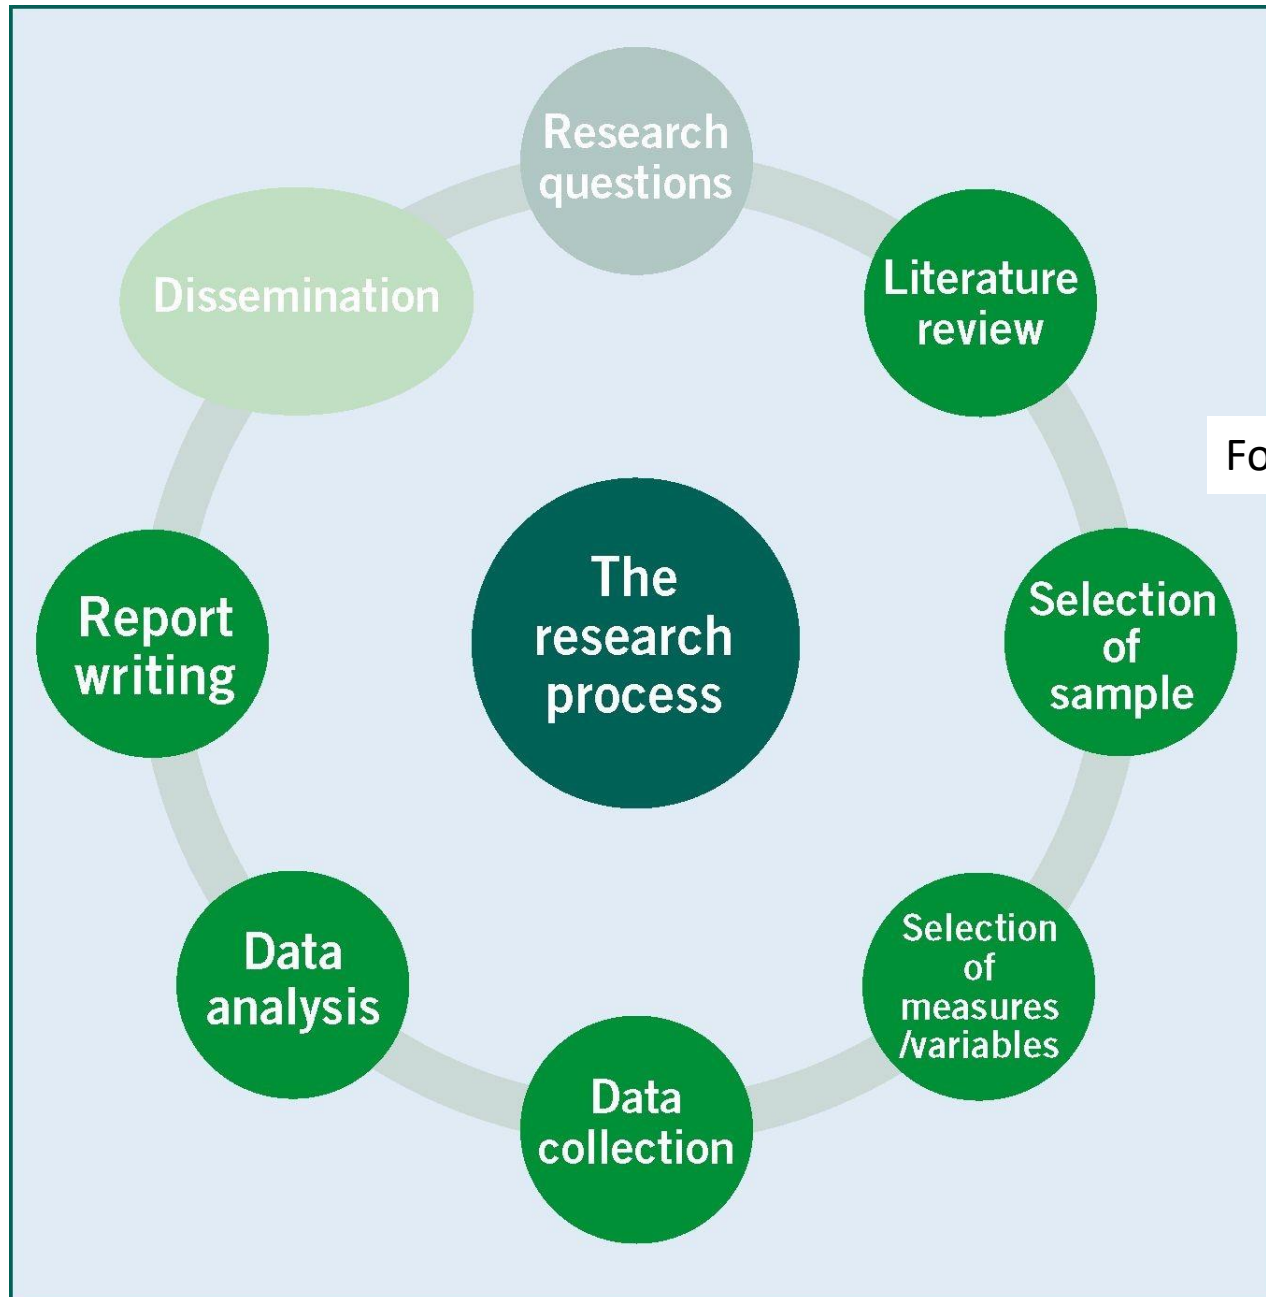 Research
questions
Literature
review
Selection
of
sample
Selection
of
measures
/variables
Data
collection
Data
analysis
Report
writing
Dissemination
The
research
process
Fo